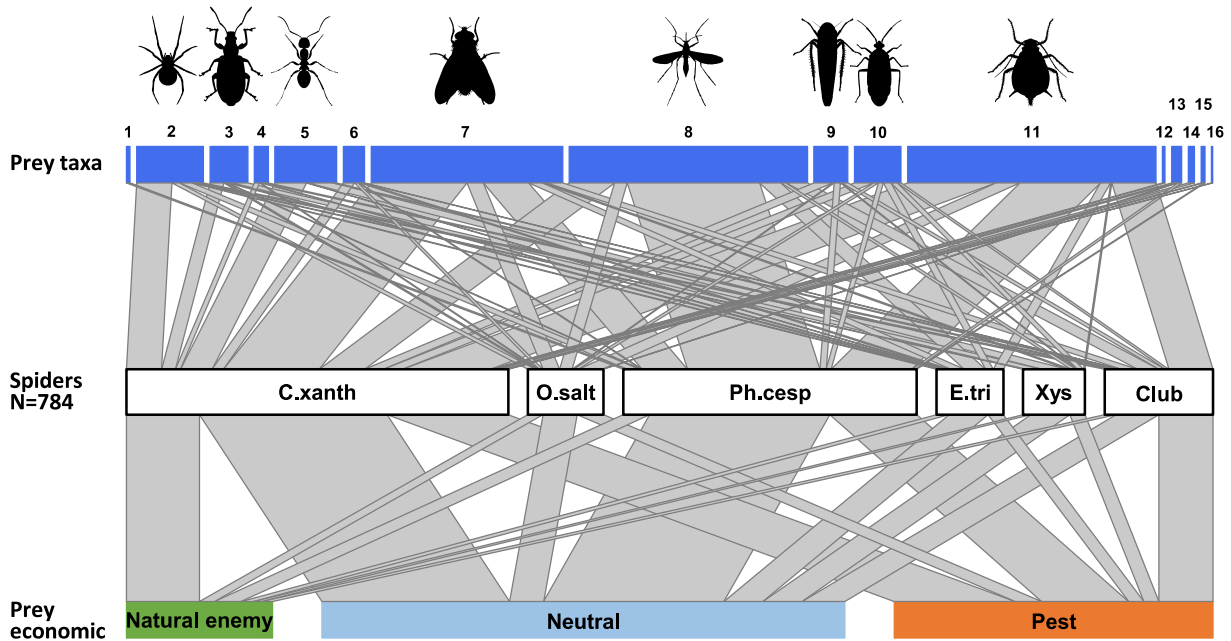 13 15
1 2 3 4 5 6 7 8 9 10 11 12 14 16
Prey taxa
Spiders
N=784
C.xanth O.salt Ph.cesp E.tri Xys Club
Prey
economic
Natural enemy Neutral Pest